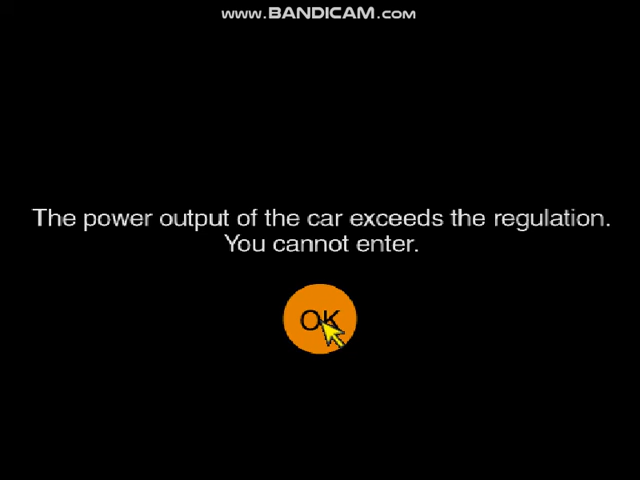 www.BANDICAM.com
The power output of the car exceeds the regulation.
You cannot enter.
OK